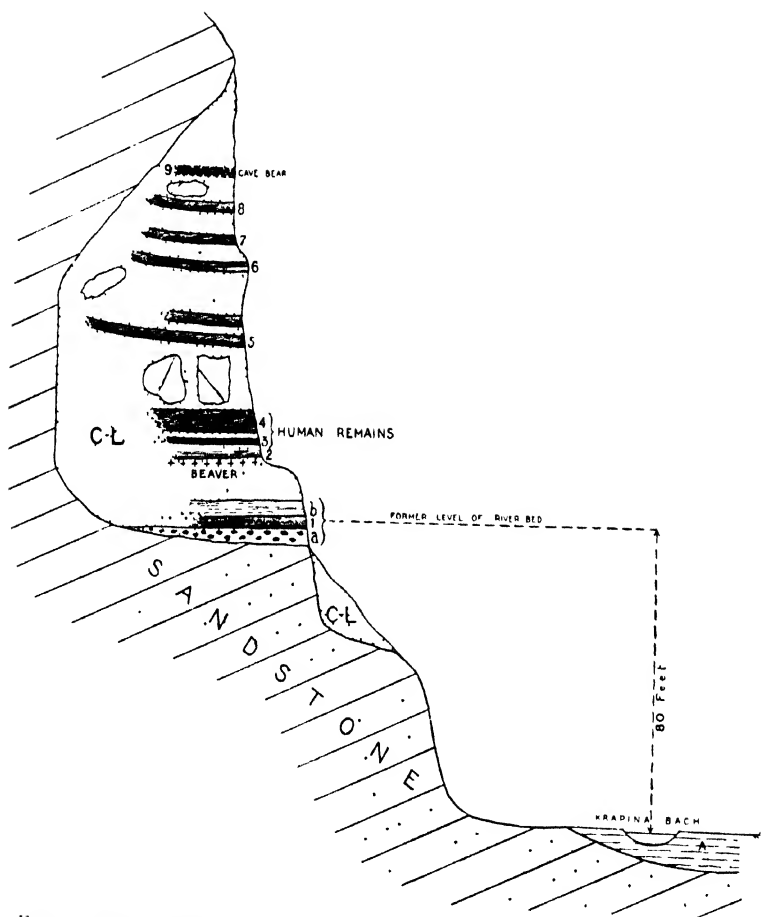 9 CAVE BEAR
8
7
6
5
C-L
4
3
HUMAN REMAINS
2
BEAVER
b
1
a
FORMER LEVEL OF RIVER BED
C-L
SANDSTONE
80 Feet
KRAPINA BACH
A